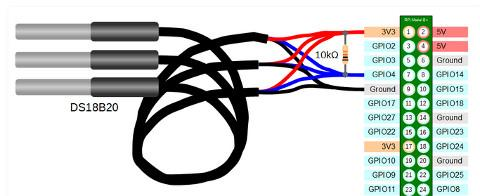 GPi Model B+
3V3 1 2 5V
GPIO2 3 4 5V
10kΩ
GPIO3 5 6 Ground
GPIO4 7 8 GPIO14
Ground 9 10 GPIO15
DS18B20
GPIO17 11 12 GPIO18
GPIO27 13 14 Ground
GPIO22 15 16 GPIO23
3V3 17 18 GPIO24
GPIO10 19 20 Ground
GPIO9 21 22 GPIO25
GPIO11 23 24 GPIO8